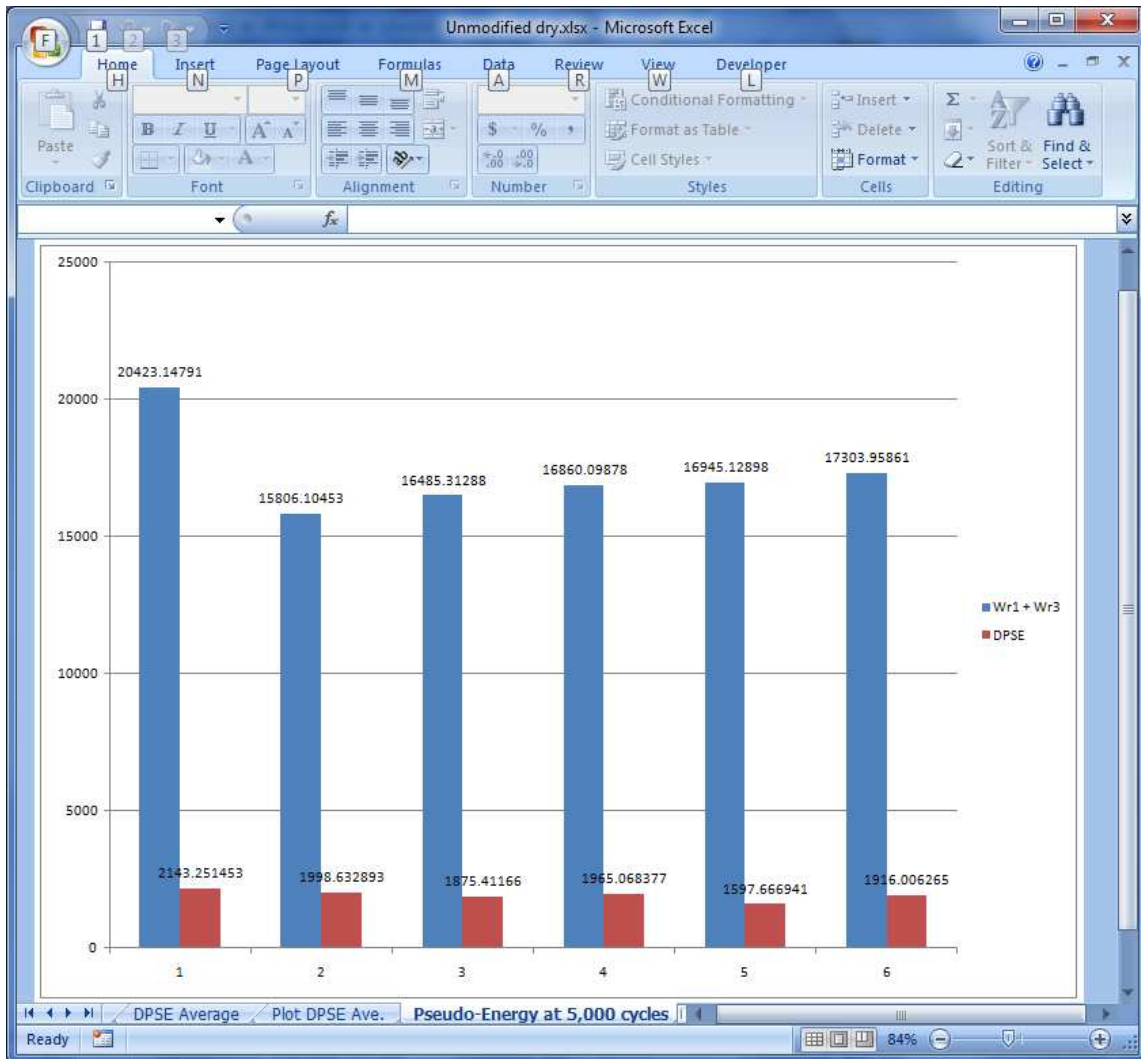 Unmodified dry.xlsx - Microsoft Excel
F 1 2 3
Home Insert Page Layout Formulas Data Review View Developer
H N P M A R W L
Paste
B I U A A
$ % ,
Conditional Formatting
Format as Table
Cell Styles
Insert
Delete
Format
Σ
Sort & Filter
Find & Select
Clipboard Font Alignment Number Styles Cells Editing
fx
25000
20423.14791
20000
17303.95861
16945.12898
16860.09878
16485.31288
15806.10453
15000
10000
Wr1 + Wr3
DPSE
5000
2143.251453 1998.632893 1875.41166 1965.068377 1597.666941 1916.006265
0
1 2 3 4 5 6
DPSE Average Plot DPSE Ave. Pseudo-Energy at 5,000 cycles
Ready 84%